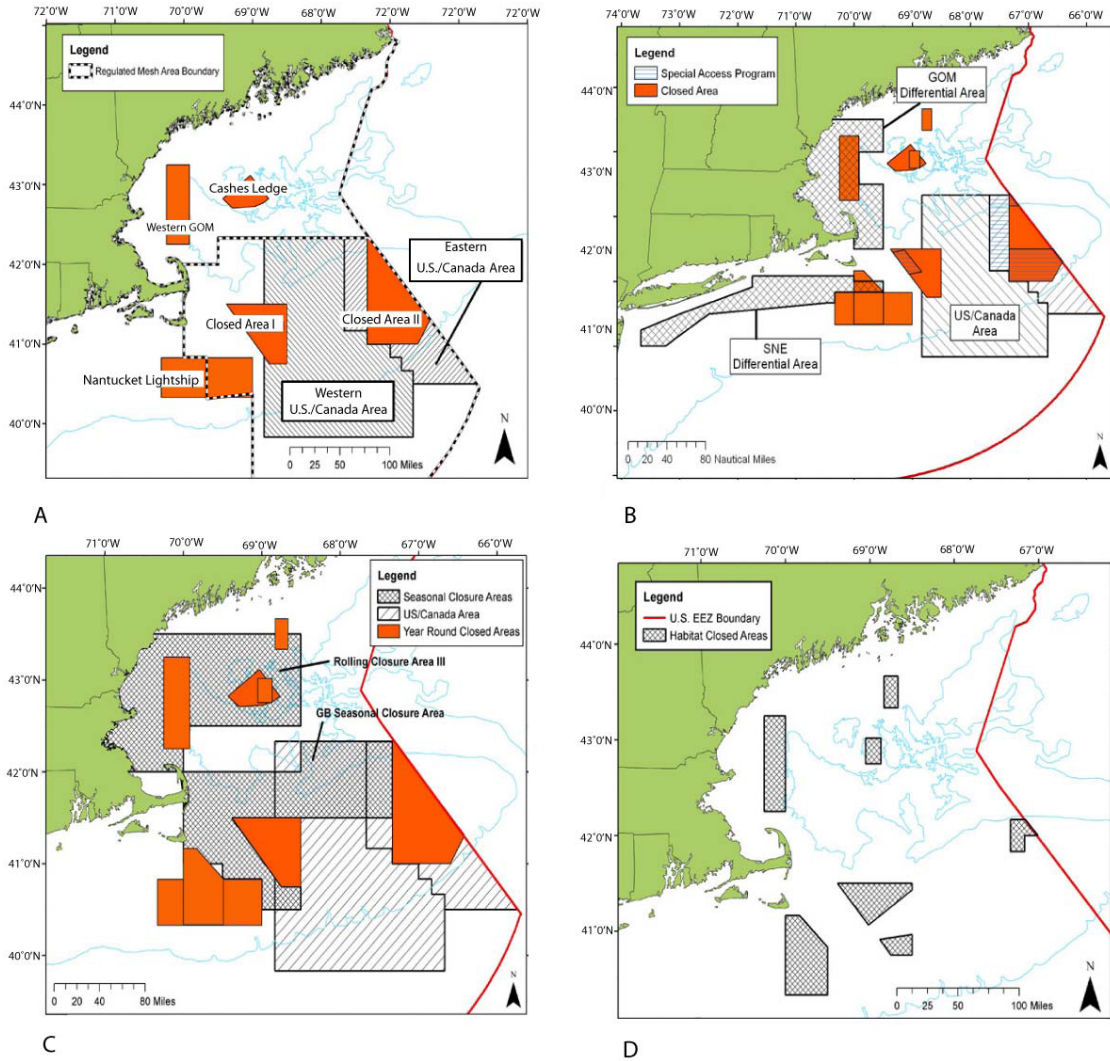 72°0'W 71°0'W 70°0'W 69°0'W 68°72'W 72°0'W 72°0'W
Legend
Regulated Mesh Area Boundary
44°0'N
43°0'N
42°0'N
41°0'N
40°0'N
Cashes Ledge
Western GOM
Eastern
U.S./Canada Area
Closed Area I
Closed Area II
Nantucket Lightship
Western
U.S./Canada Area
N
0 25 50 100 Miles
A
74°0'W 73°0'W 72°0'W 71°0'W 70°0'W 69°0'W 68°0'W 67°0'W 66°0'W 65°0'W
Legend
Special Access Program
Closed Area
GOM
Differential Area
44°0'N
43°0'N
42°0'N
41°0'N
40°0'N
US/Canada
Area
SNE
Differential Area
N
0 20 40 80 Nautical Miles
B
71°0'W 70°0'W 69°0'W 68°0'W 67°0'W 66°0'W
Legend
Seasonal Closure Areas
US/Canada Area
Year Round Closed Areas
44°0'N
43°0'N
42°0'N
41°0'N
40°0'N
Rolling Closure Area III
GB Seasonal Closure Area
N
0 20 40 80 Miles
C
71°0'W 70°0'W 69°0'W 68°0'W 67°0'W
Legend
U.S. EEZ Boundary
Habitat Closed Areas
44°0'N
43°0'N
42°0'N
41°0'N
40°0'N
N
0 25 50 100 Miles
D